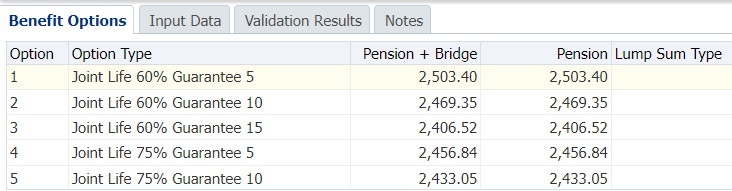 Benefit Options Input Data Validation Results Notes
Option Option Type Pension + Bridge Pension Lump Sum Type
1 Joint Life 60% Guarantee 5 2,503.40 2,503.40
2 Joint Life 60% Guarantee 10 2,469.35 2,469.35
3 Joint Life 60% Guarantee 15 2,406.52 2,406.52
4 Joint Life 75% Guarantee 5 2,456.84 2,456.84
5 Joint Life 75% Guarantee 10 2,433.05 2,433.05